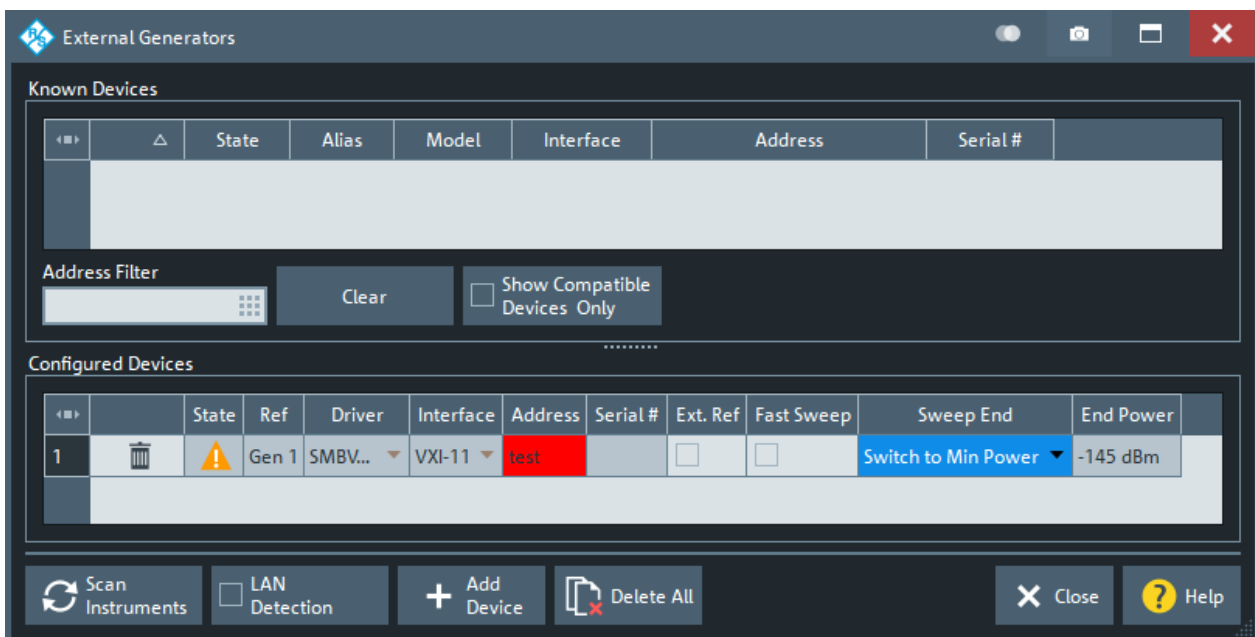 External Generators
Known Devices
State Alias Model Interface Address Serial #
Address Filter
Clear
Show Compatible
Devices Only
Configured Devices
State Ref Driver Interface Address Serial # Ext. Ref Fast Sweep Sweep End End Power
1 Gen 1 SMBV... VXI-11 test Switch to Min Power -145 dBm
Scan
Instruments
LAN
Detection
Add
Device
Delete All
Close
? Help